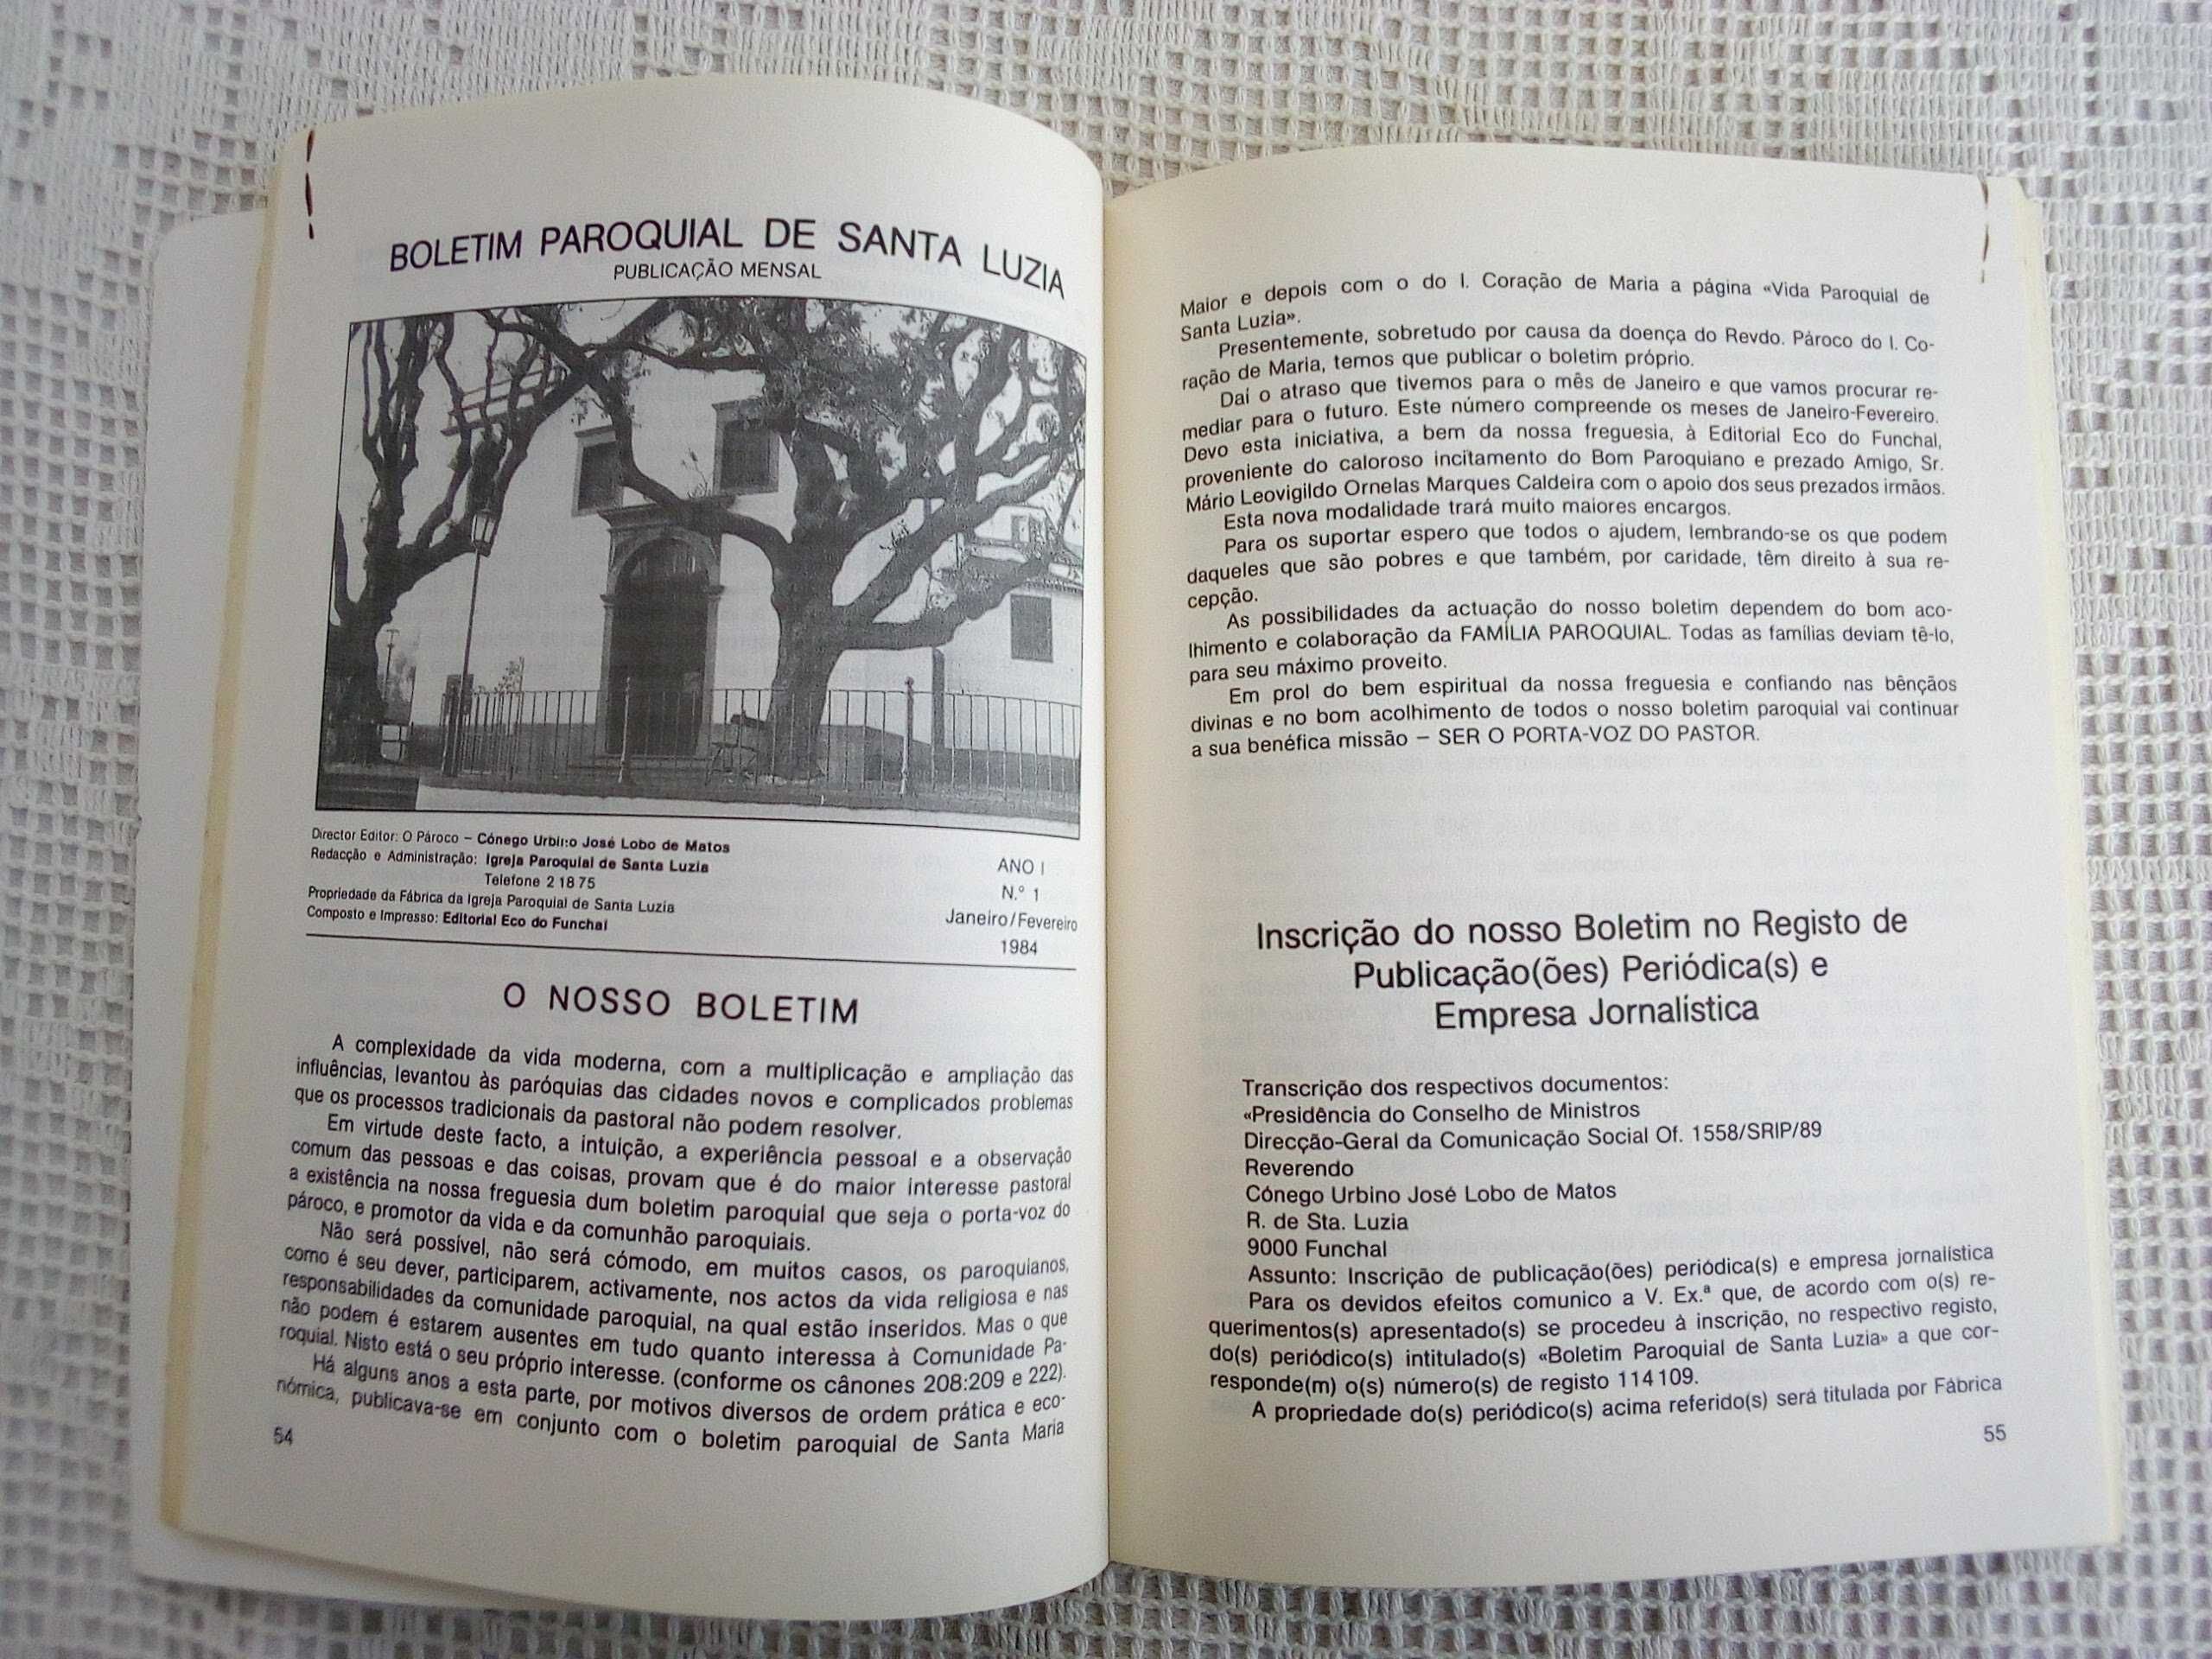 BOLETIM PAROQUIAL DE SANTA LUZIA
PUBLICAÇÃO MENSAL
Director Editor: O Pároco – Cónego Urbino José Lobo de Matos
Redacção e Administração: Igreja Paroquial de Santa Luzia
Telefone 2 18 75
Propriedade da Fábrica da Igreja Paroquial de Santa Luzia
Composto e Impresso: Editorial Eco do Funchal
ANO I
N.º 1
Janeiro/Fevereiro
1984
O NOSSO BOLETIM
A complexidade da vida moderna, com a multiplicação e ampliação das
influências, levantou às paróquias das cidades novos e complicados problemas
que os processos tradicionais da pastoral não podem resolver.
Em virtude deste facto, a intuição, a experiência pessoal e a observação
comum das pessoas e das coisas, provam que é do maior interesse pastoral
a existência na nossa freguesia dum boletim paroquial que seja o porta-voz do
pároco, e promotor da vida e da comunhão paroquiais.
Não será possível, não será cómodo, em muitos casos, os paroquianos,
como é seu dever, participarem, activamente, nos actos da vida religiosa e nas
responsabilidades da comunidade paroquial, na qual estão inseridos. Mas o que
não podem é estarem ausentes em tudo quanto interessa à Comunidade Pa-
roquial. Nisto está o seu próprio interesse. (conforme os cânones 208:209 e 222).
Há alguns anos a esta parte, por motivos diversos de ordem prática e eco-
nómica, publicava-se em conjunto com o boletim paroquial de Santa Maria
54
Maior e depois com o do I. Coração de Maria a página «Vida Paroquial de
Santa Luzia».
Presentemente, sobretudo por causa da doença do Revdo. Pároco do I. Co-
ração de Maria, temos que publicar o boletim próprio.
Daí o atraso que tivemos para o mês de Janeiro e que vamos procurar re-
mediar para o futuro. Este número compreende os meses de Janeiro-Fevereiro.
Devo esta iniciativa, a bem da nossa freguesia, à Editorial Eco do Funchal,
proveniente do caloroso incitamento do Bom Paroquiano e prezado Amigo, Sr.
Mário Leovigildo Ornelas Marques Caldeira com o apoio dos seus prezados irmãos.
Esta nova modalidade trará muito maiores encargos.
Para os suportar espero que todos o ajudem, lembrando-se os que podem
daqueles que são pobres e que também, por caridade, têm direito à sua re-
cepção.
As possibilidades da actuação do nosso boletim dependem do bom aco-
lhimento e colaboração da FAMÍLIA PAROQUIAL. Todas as famílias deviam tê-lo,
para seu máximo proveito.
Em prol do bem espiritual da nossa freguesia e confiando nas bênçãos
divinas e no bom acolhimento de todos o nosso boletim paroquial vai continuar
a sua benéfica missão – SER O PORTA-VOZ DO PASTOR.
Inscrição do nosso Boletim no Registo de
Publicação(ões) Periódica(s) e
Empresa Jornalística
Transcrição dos respectivos documentos:
«Presidência do Conselho de Ministros
Direcção-Geral da Comunicação Social Of. 1558/SRIP/89
Reverendo
Cónego Urbino José Lobo de Matos
R. de Sta. Luzia
9000 Funchal
Assunto: Inscrição de publicação(ões) periódica(s) e empresa jornalística
Para os devidos efeitos comunico a V. Ex.ª que, de acordo com o(s) re-
querimentos(s) apresentado(s) se procedeu à inscrição, no respectivo registo,
do(s) periódico(s) intitulado(s) «Boletim Paroquial de Santa Luzia» a que cor-
responde(m) o(s) número(s) de registo 114 109.
A propriedade do(s) periódico(s) acima referido(s) será titulada por Fábrica
55